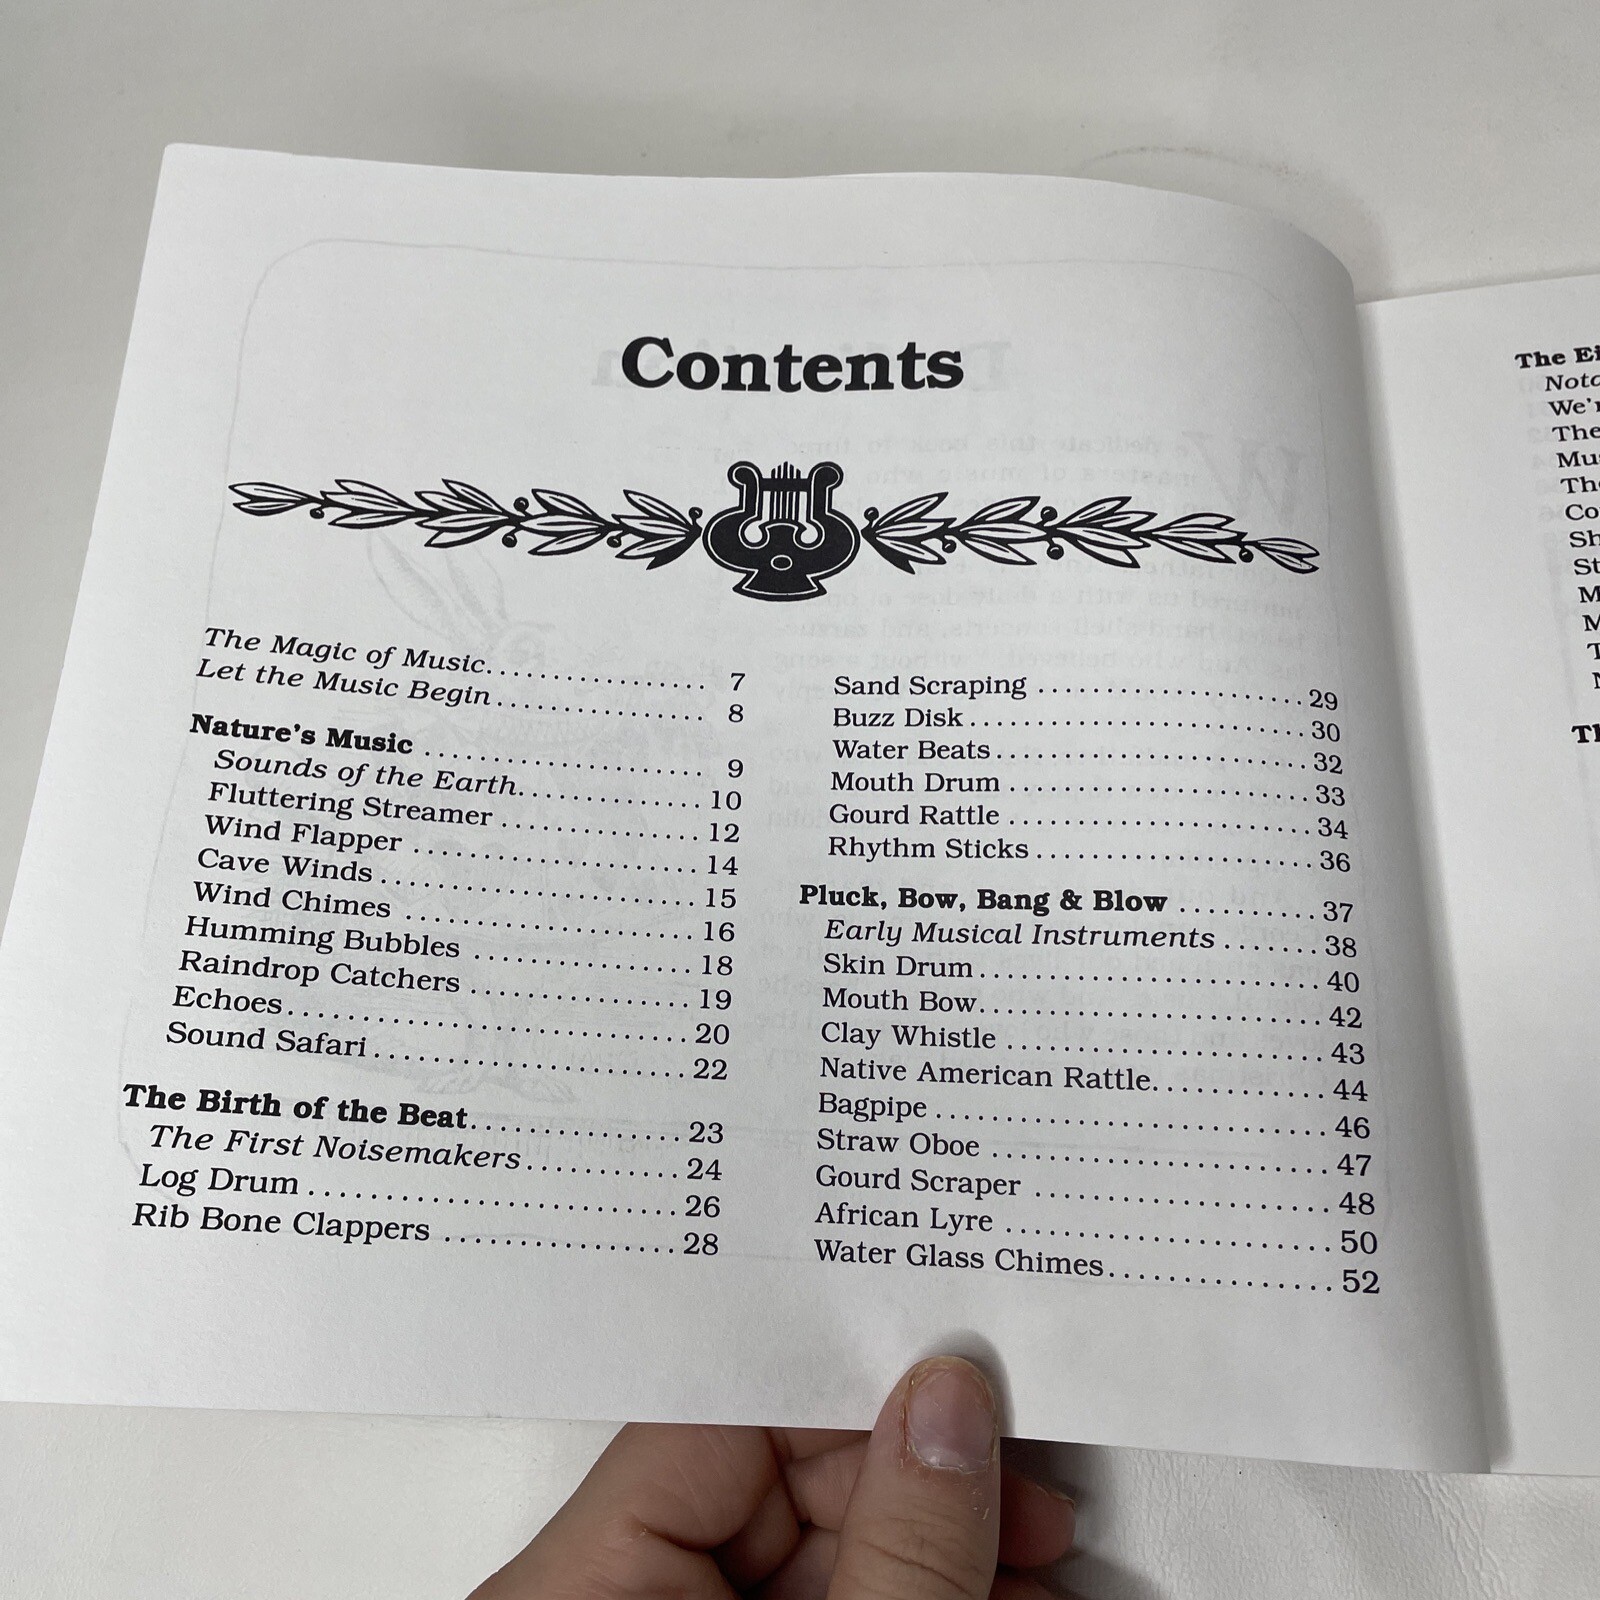 Contents
The Magic of Music................ 7
Let the Music Begin................ 8
Nature's Music .................... 9
Sounds of the Earth............. 10
Fluttering Streamer .............. 12
Wind Flapper .................... 14
Cave Winds ...................... 15
Wind Chimes .................... 16
Humming Bubbles ............... 18
Raindrop Catchers ............... 19
Echoes........................... 20
Sound Safari ..................... 22
The Birth of the Beat.............. 23
The First Noisemakers........... 24
Log Drum ........................ 26
Rib Bone Clappers ............... 28
Sand Scraping ................... 29
Buzz Disk........................ 30
Water Beats...................... 32
Mouth Drum ..................... 33
Gourd Rattle ..................... 34
Rhythm Sticks ................... 36
Pluck, Bow, Bang & Blow .......... 37
Early Musical Instruments ....... 38
Skin Drum....................... 40
Mouth Bow....................... 42
Clay Whistle ..................... 43
Native American Rattle........... 44
Bagpipe .......................... 46
Straw Oboe ...................... 47
Gourd Scraper ................... 48
African Lyre ...................... 50
Water Glass Chimes.............. 52
The
The